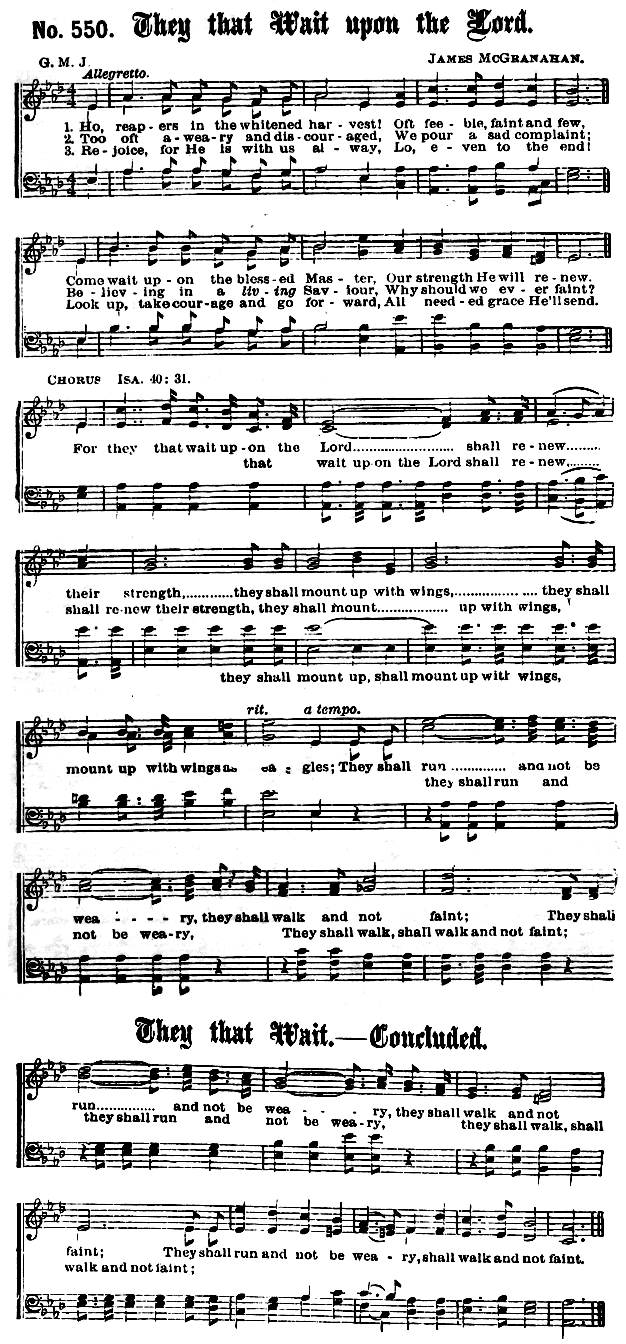 No. 550. They that Wait upon the Lord.
G. M. J.
JAMES MCGRANAHAN.
Allegretto.
1. Ho, reap-ers in the whitened har-vest! Oft fee-ble, faint and few,
2. Too oft a-wea-ry and dis-cour-aged, We pour a sad complaint;
3. Re-joice, for He is with us al-way, Lo, e-ven to the end!
Come wait up-on the bless-ed Mas-ter, Our strength He will re-new.
Be-liev-ing in a liv-ing Sav-iour, Why should we ev-er faint?
Look up, take cour-age and go for-ward, All need-ed grace He'll send.
CHORUS ISA. 40: 31.
For they that wait up-on the Lord............ shall re-new.........
that wait up on the Lord shall re-new,.......
their strength,............they shall mount up with wings,................... they shall
shall re-new their strength, they shall mount.................. up with wings,
they shall mount up, shall mount up with wings,
rit. a tempo.
mount up with wings as ea-gles; They shall run .............. and not be
they shall run and
wea - - - - ry, they shall walk and not faint; They shall
not be wea-ry, They shall walk, shall walk and not faint;
They that Wait.—Concluded.
run............... and not be wea - - - ry, they shall walk and not
they shall run and not be wea-ry, they shall walk, shall
faint; They shall run and not be wea-ry, shall walk and not faint.
walk and not faint;